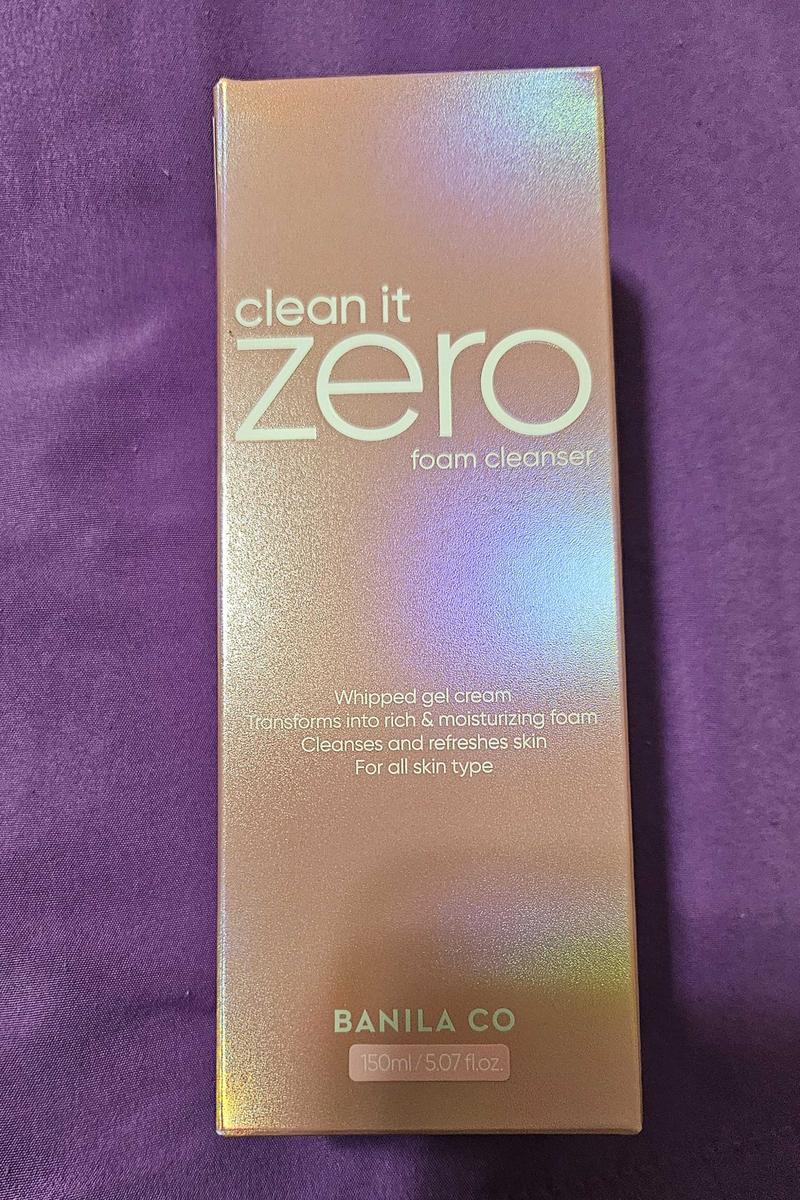 clean it
zero
foam cleanser
Whipped gel cream
Transforms into rich & moisturizing foam
Cleanses and refreshes skin
For all skin type
BANILA CO
150ml / 5.07 fl.oz.